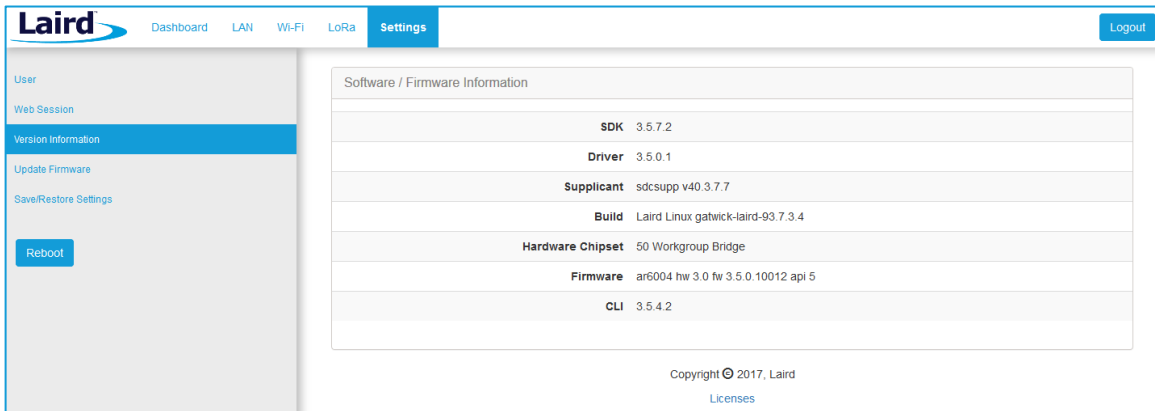 Laird™ Dashboard LAN Wi-Fi LoRa Settings Logout
User
Web Session
Version Information
Update Firmware
Save/Restore Settings
Reboot
Software / Firmware Information
SDK 3.5.7.2
Driver 3.5.0.1
Supplicant sdcsupp v40.3.7.7
Build Laird Linux gatwick-laird-93.7.3.4
Hardware Chipset 50 Workgroup Bridge
Firmware ar6004 hw 3.0 fw 3.5.0.10012 api 5
CLI 3.5.4.2
Copyright © 2017, Laird
Licenses